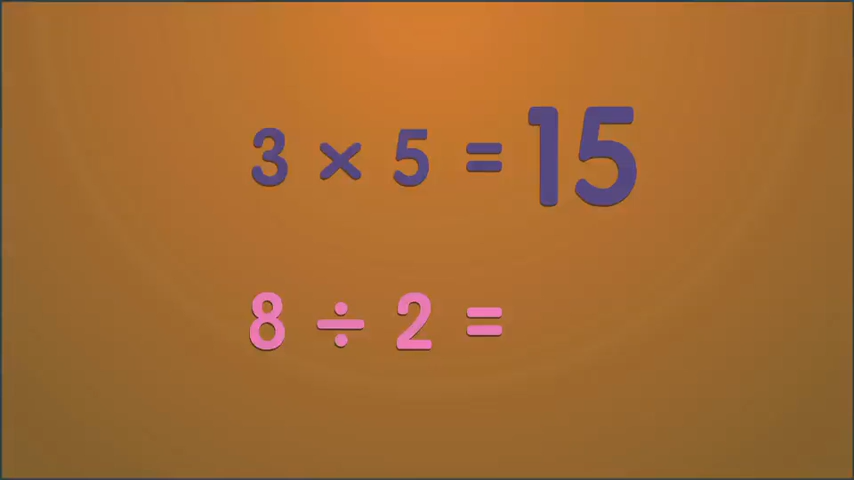 3 × 5 = 15
8 ÷ 2 =